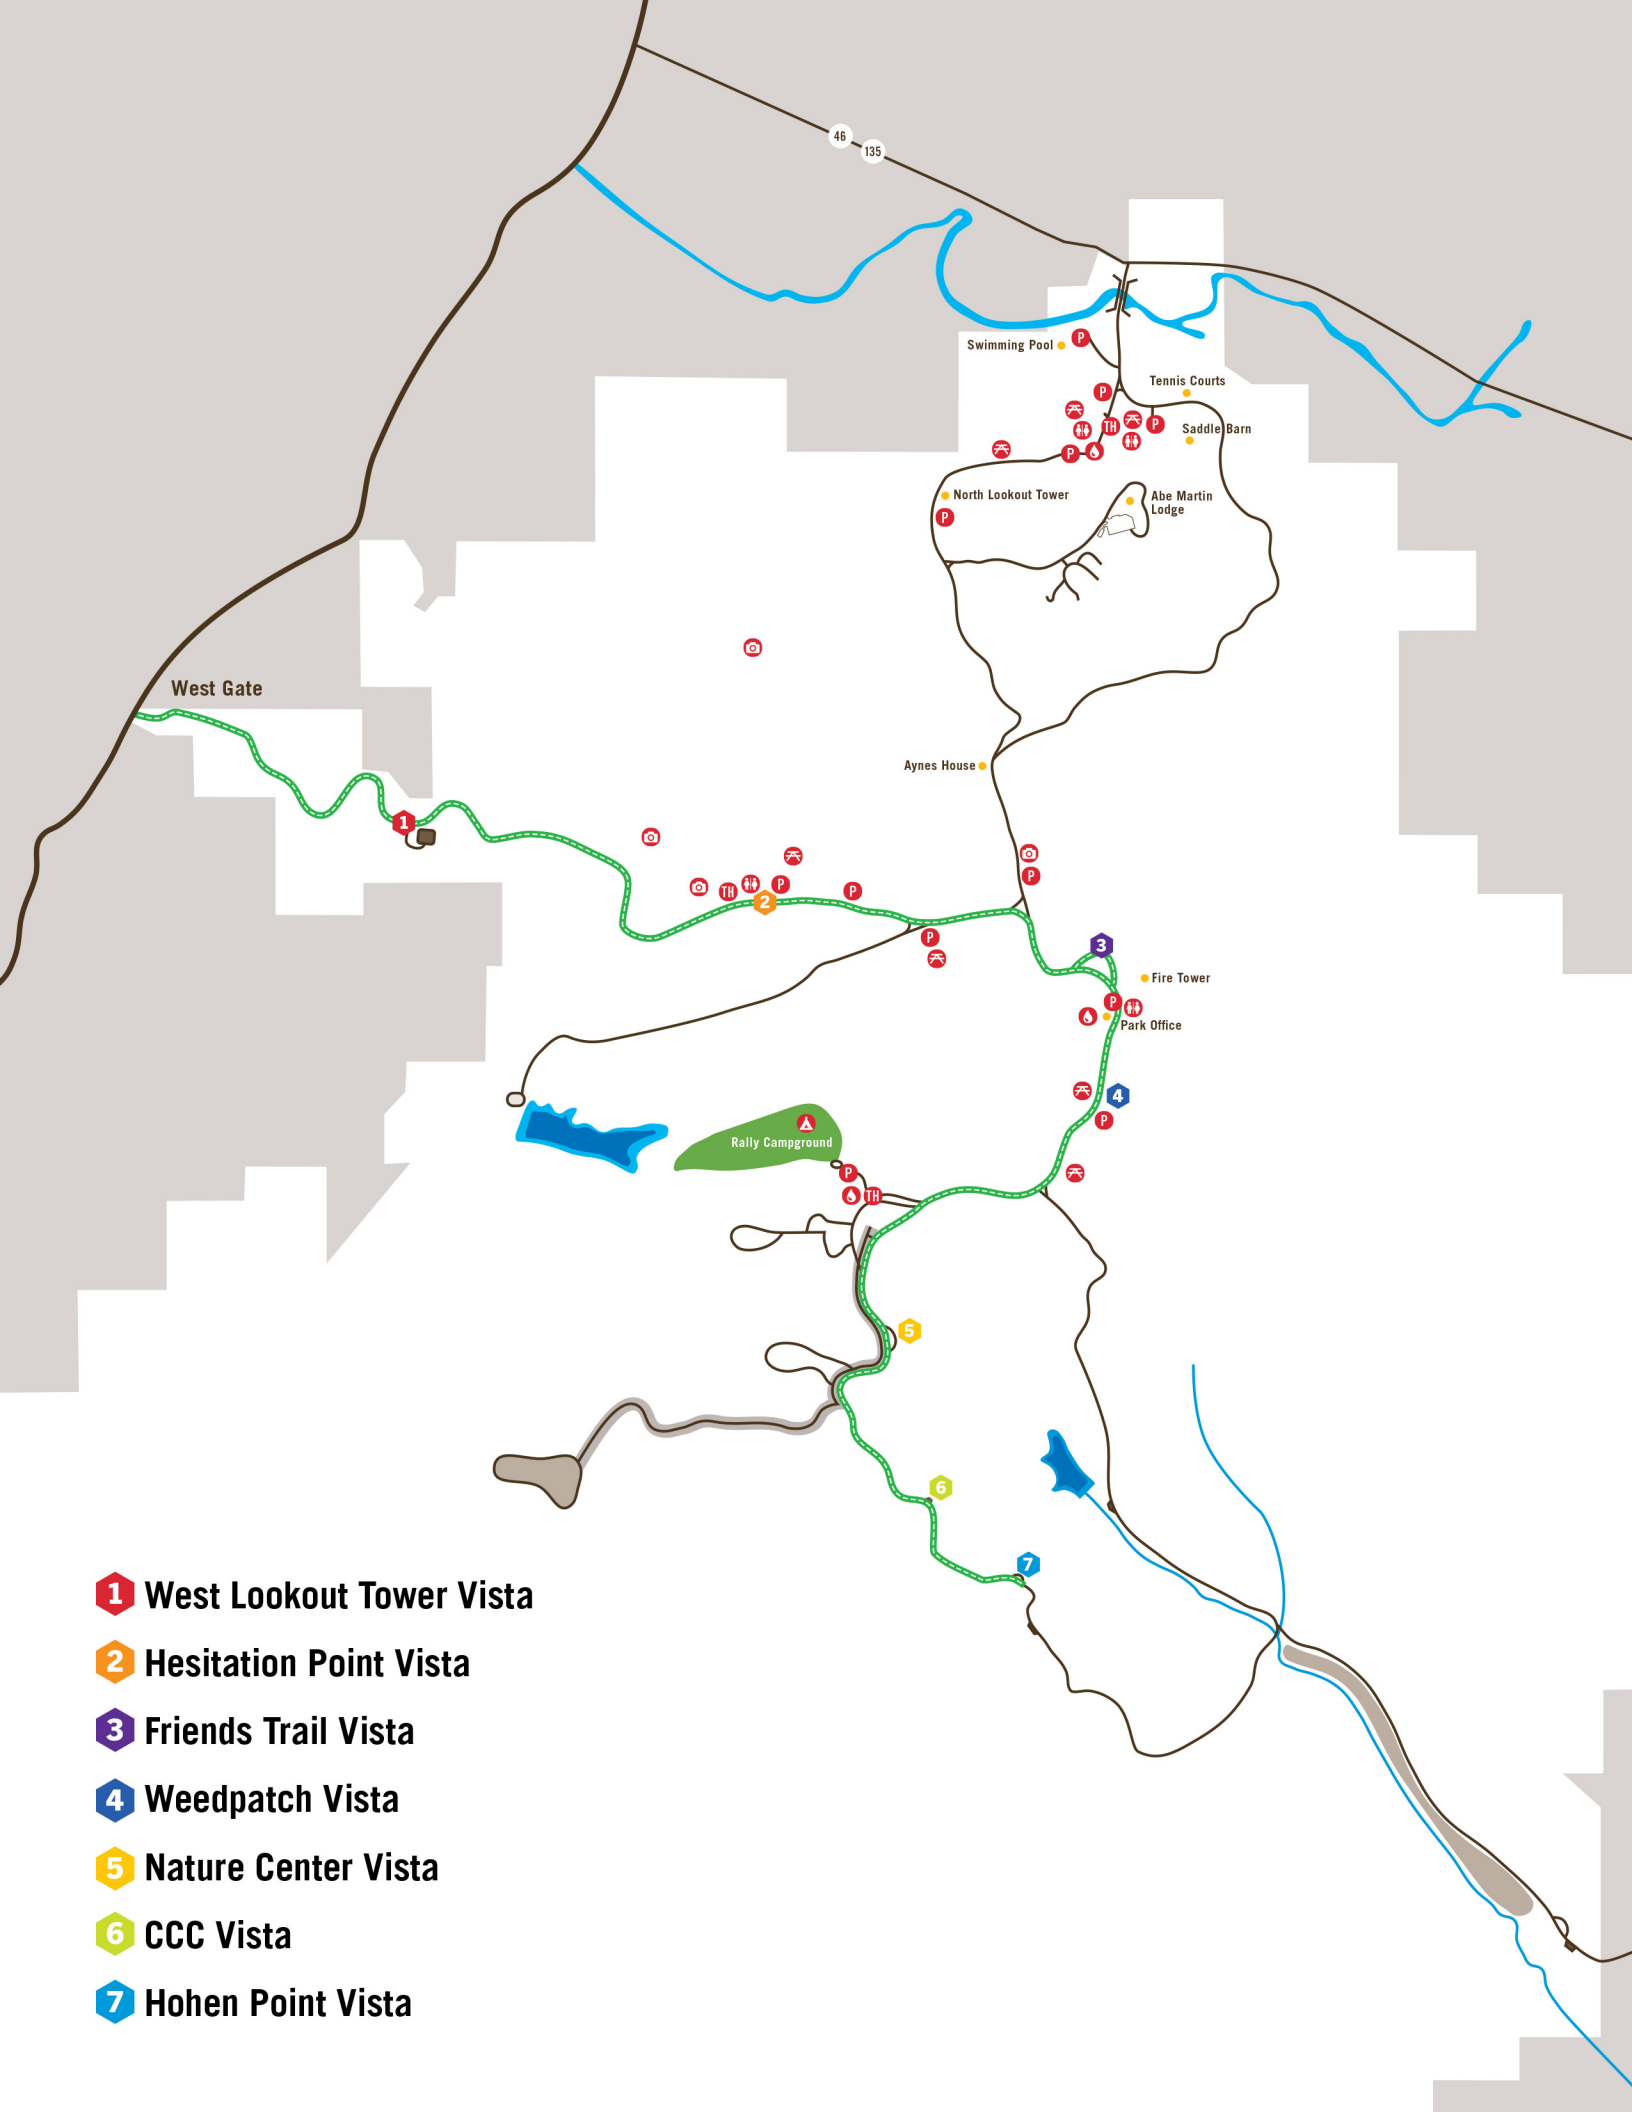 46
135
Swimming Pool
P
P
Tennis Courts
TH
P
Saddle Barn
P
North Lookout Tower
Abe Martin
Lodge
P
West Gate
Aynes House
1
P
TH
P
P
2
P
3
Fire Tower
P
Park Office
4
P
Rally Campground
P
TH
5
6
7
1 West Lookout Tower Vista
2 Hesitation Point Vista
3 Friends Trail Vista
4 Weedpatch Vista
5 Nature Center Vista
6 CCC Vista
7 Hohen Point Vista